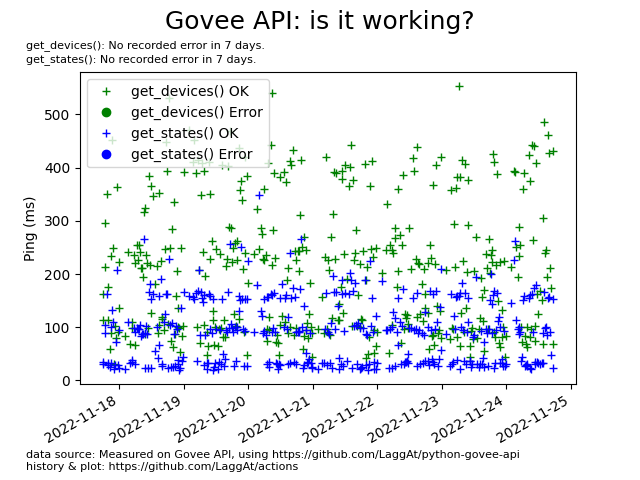 Govee API: is it working?
get_devices(): No recorded error in 7 days.
get_states(): No recorded error in 7 days.
get_devices() OK
get_devices() Error
get_states() OK
get_states() Error
Ping (ms)
500
400
300
200
100
0
2022-11-18
2022-11-19
2022-11-20
2022-11-21
2022-11-22
2022-11-23
2022-11-24
2022-11-25
data source: Measured on Govee API, using https://github.com/LaggAt/python-govee-api
history & plot: https://github.com/LaggAt/actions